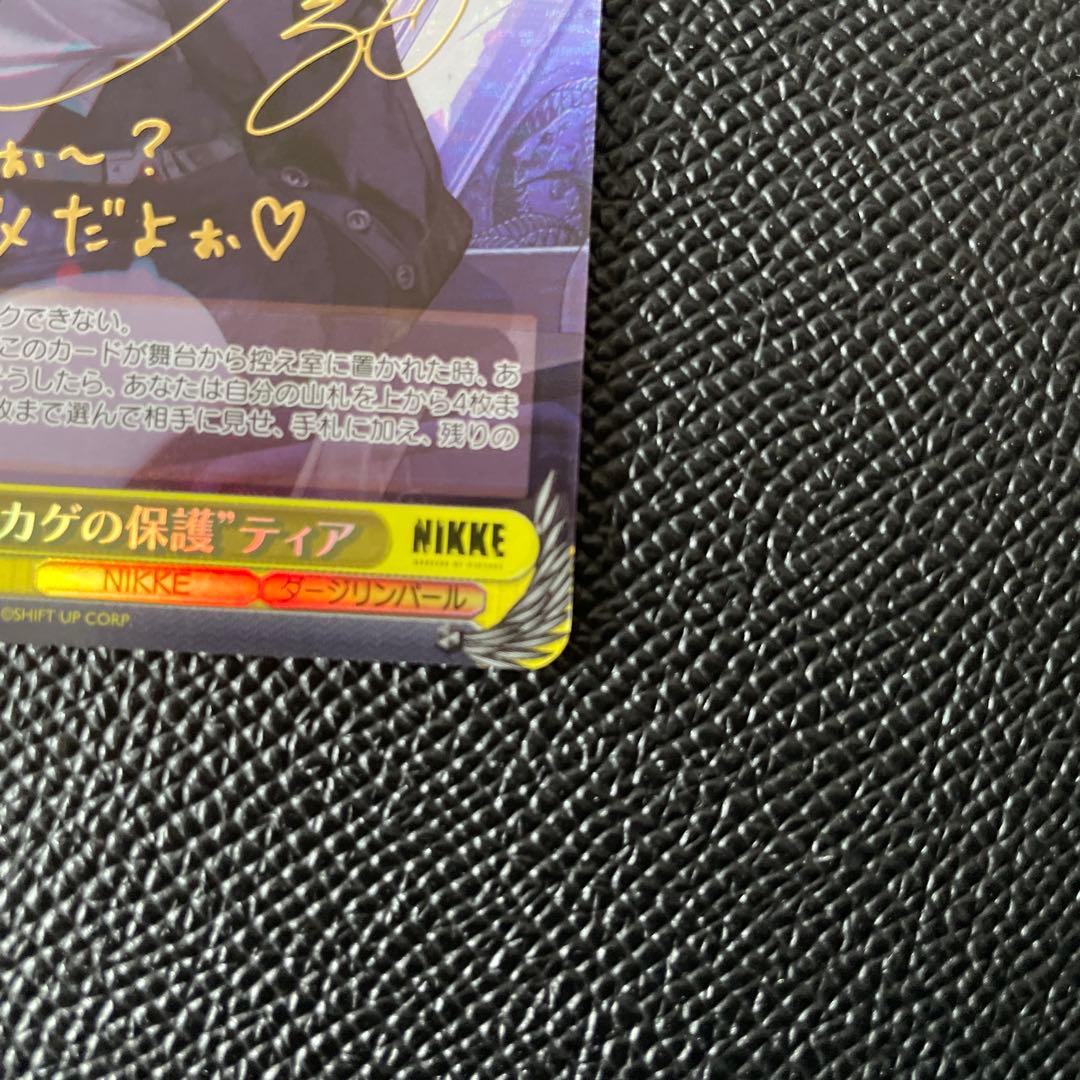 ぉ～?
メだよぉ♡
クできない。
このカードが舞台から控え室に置かれた時、あ
そうしたら、あなたは自分の山札を上から4枚ま
枚まで選んで相手に見せ、手札に加え、残りの
カゲの保護”ティア
NIKKE
NIKKE
ダージリンパール
©SHIFT UP CORP.